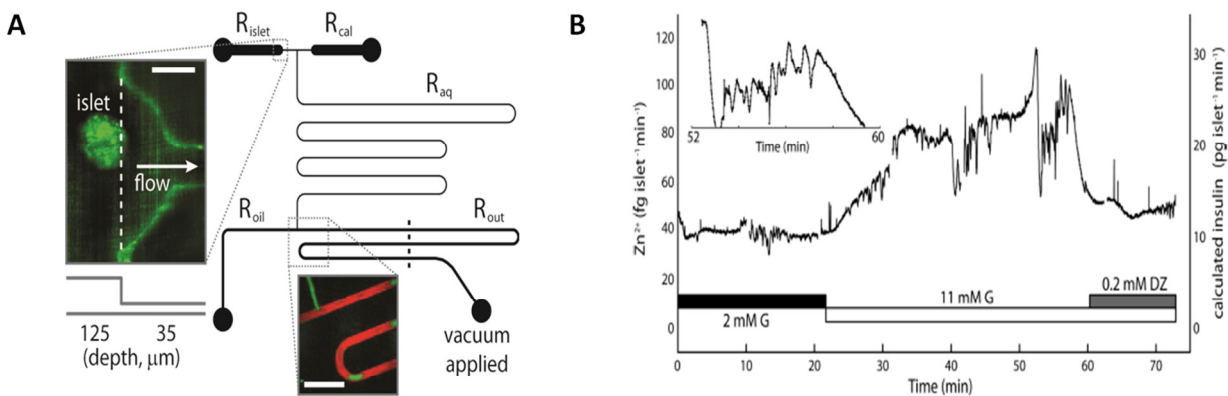 A
R_islet
R_cal
islet
flow
R_aq
R_oil
R_out
125 35
(depth, μm)
vacuum
applied
B
Zn²⁺ (fg islet⁻¹ min⁻¹)
120
100
80
60
40
20
0
52
60
Time (min)
30
20
10
0
calculated insulin (pg islet⁻¹ min⁻¹)
0.2 mM DZ
11 mM G
2 mM G
0 10 20 30 40 50 60 70
Time (min)